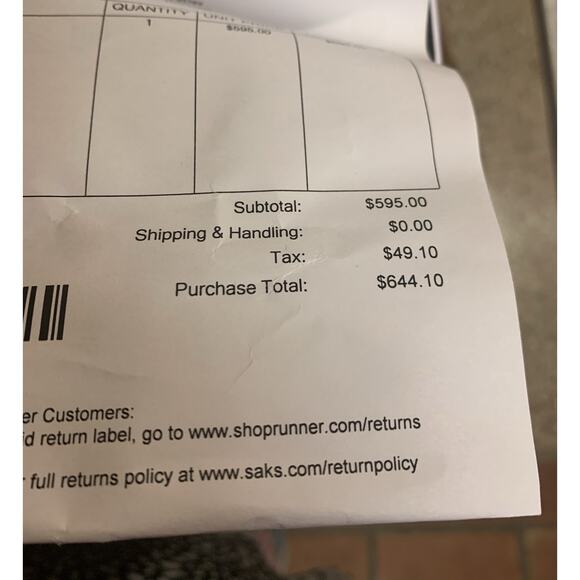 QUANTITY
1
$595.00
Subtotal: $595.00
Shipping & Handling: $0.00
Tax: $49.10
Purchase Total: $644.10
er Customers:
d return label, go to www.shoprunner.com/returns
full returns policy at www.saks.com/returnpolicy